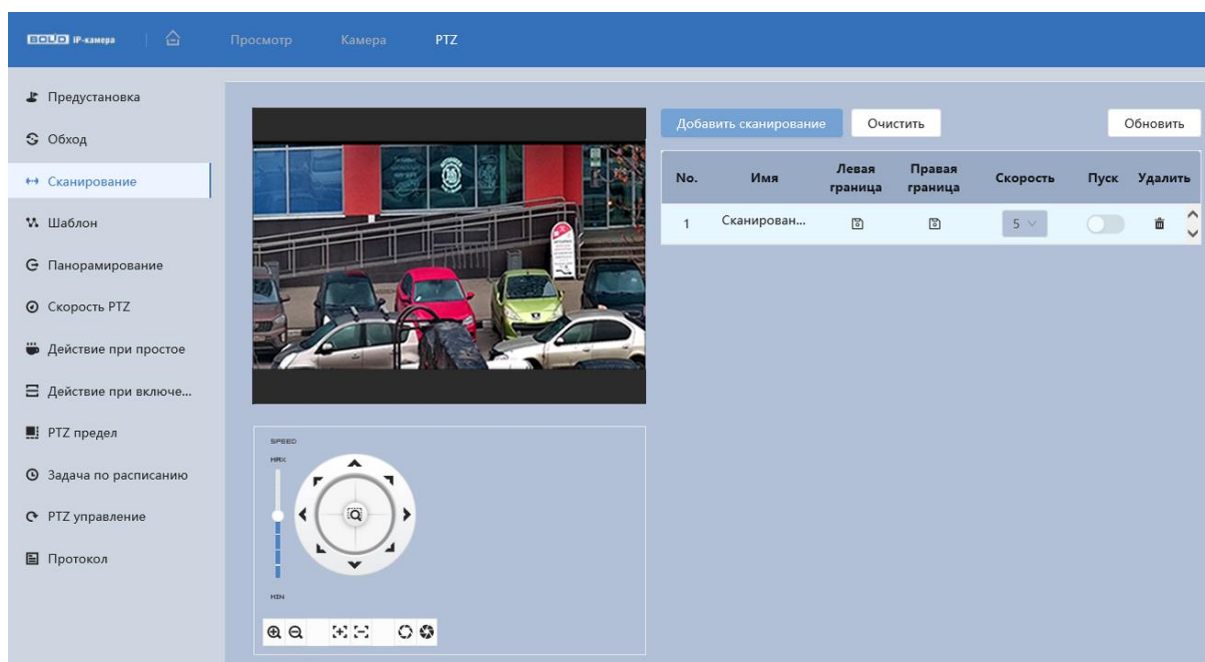 BOLID IP-камера
Просмотр Камера PTZ
Предустановка
Обход
Сканирование
Шаблон
Панорамирование
Скорость PTZ
Действие при простое
Действие при включе...
PTZ предел
Задача по расписанию
PTZ управление
Протокол
SPEED
MAX
MIN
Добавить сканирование Очистить Обновить
No. Имя Левая граница Правая граница Скорость Пуск Удалить
1 Сканирован... 5